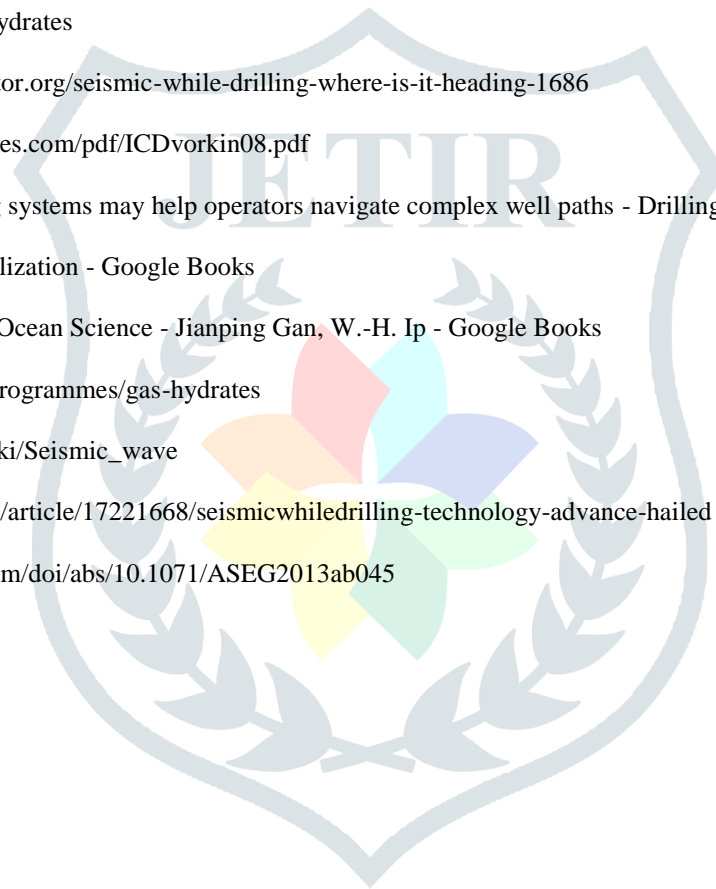 ydrates
tor.org/seismic-while-drilling-where-is-it-heading-1686
es.com/pdf/ICDvorkin08.pdf
JETIR
systems may help operators navigate complex well paths - Drilling
lization - Google Books
Ocean Science - Jianping Gan, W.-H. Ip - Google Books
rogrammes/gas-hydrates
ki/Seismic_wave
/article/17221668/seismicwhiledrilling-technology-advance-hailed
m/doi/abs/10.1071/ASEG2013ab045